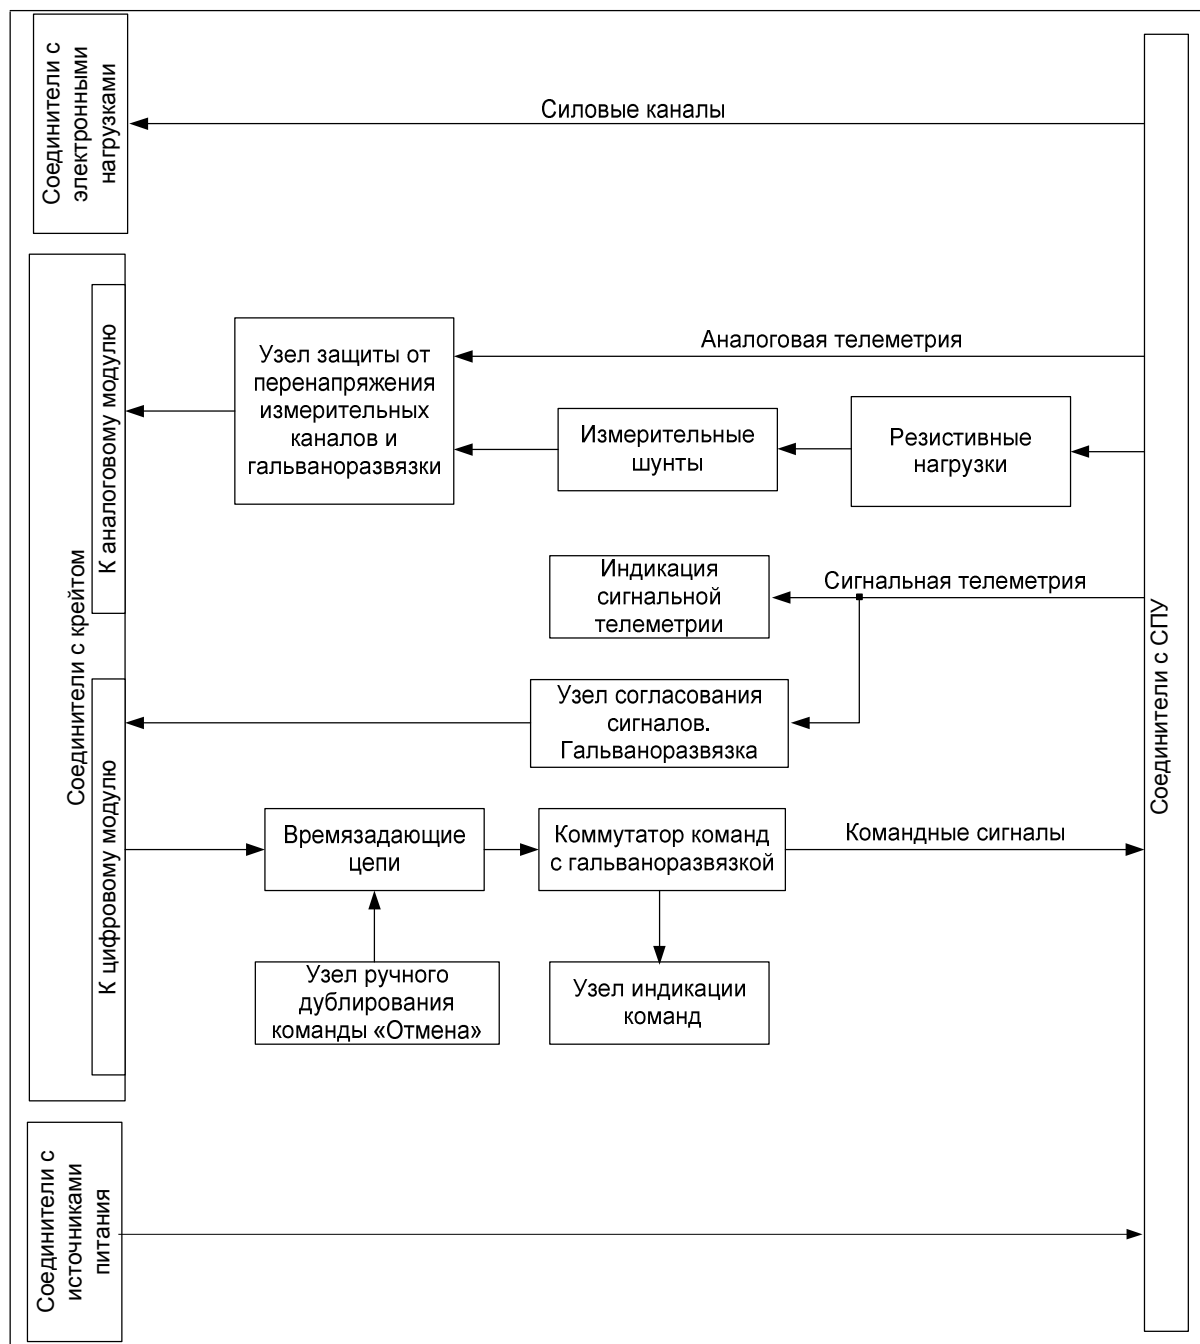 Соединители с
электронными
нагрузками
Силовые каналы
Соединители с СПУ
Соединители с крейтом
К аналоговому модулю
Узел защиты от
перенапряжения
измерительных
каналов и
гальваноразвязки
Аналоговая телеметрия
Измерительные
шунты
Резистивные
нагрузки
Индикация
сигнальной
телеметрии
Сигнальная телеметрия
Узел согласования
сигналов.
Гальваноразвязка
К цифровому модулю
Времязадающие
цепи
Коммутатор команд
с гальваноразвязкой
Командные сигналы
Узел ручного
дублирования
команды «Отмена»
Узел индикации
команд
Соединители с
источниками
питания